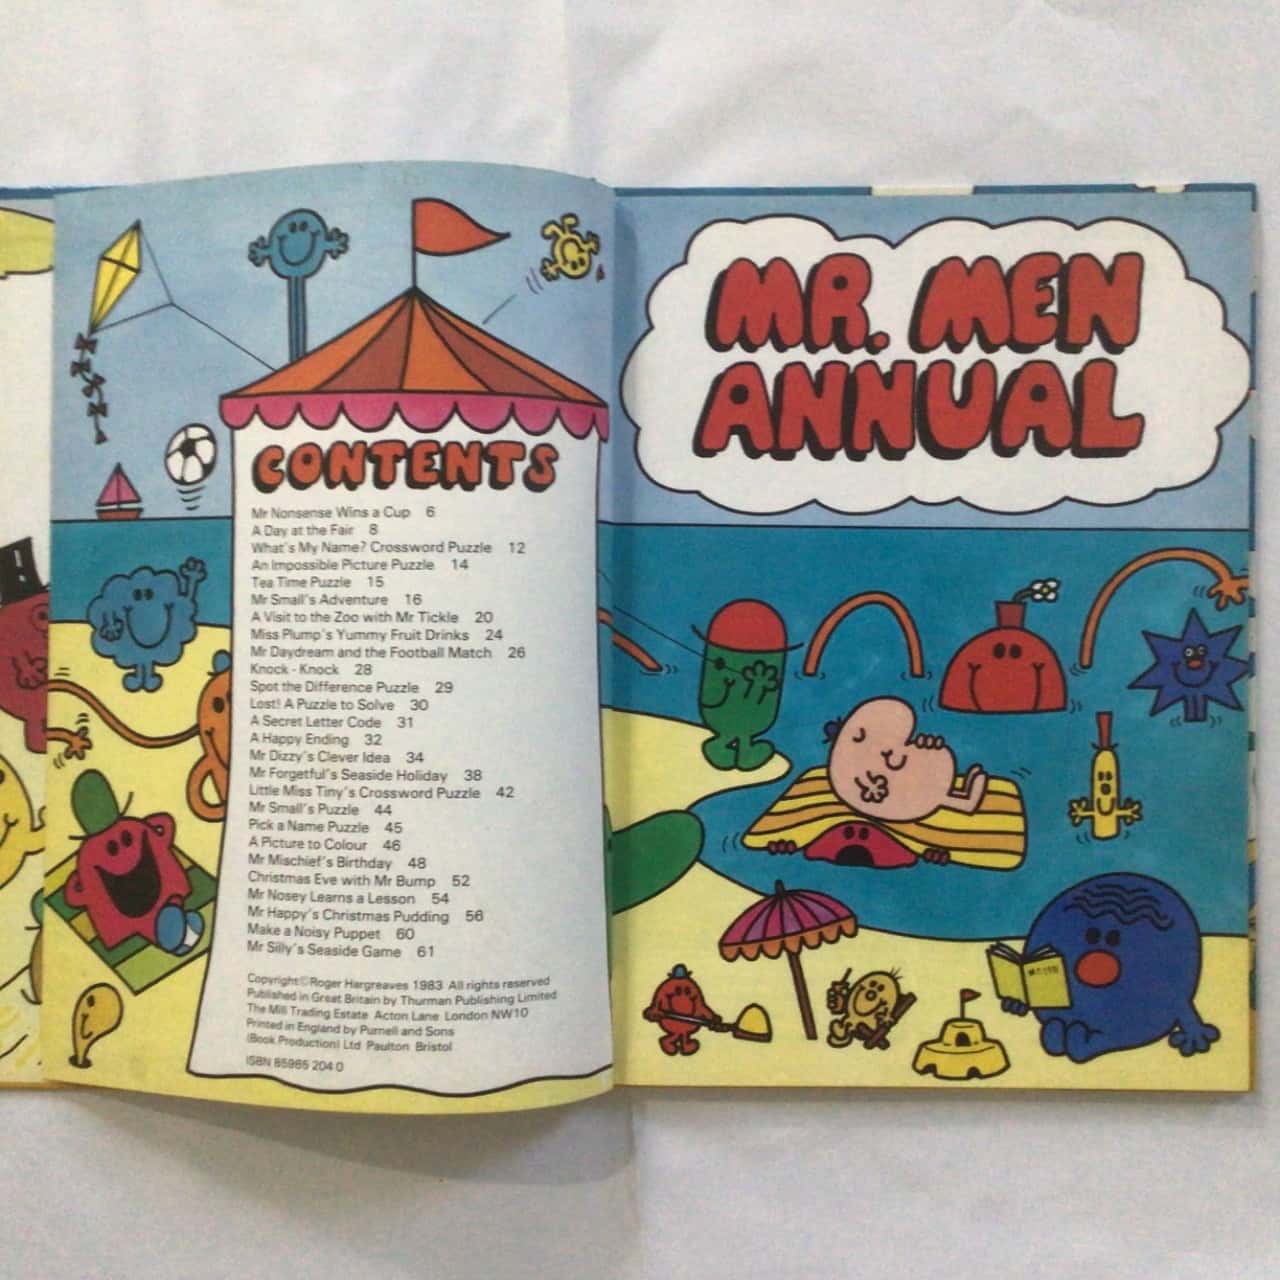 CONTENTS
Mr Nonsense Wins a Cup 6
A Day at the Fair 8
What's My Name? Crossword Puzzle 12
An Impossible Picture Puzzle 14
Tea Time Puzzle 15
Mr Small's Adventure 16
A Visit to the Zoo with Mr Tickle 20
Miss Plump's Yummy Fruit Drinks 24
Mr Daydream and the Football Match 26
Knock - Knock 28
Spot the Difference Puzzle 29
Lost! A Puzzle to Solve 30
A Secret Letter Code 31
A Happy Ending 32
Mr Dizzy's Clever Idea 34
Mr Forgetful's Seaside Holiday 38
Little Miss Tiny's Crossword Puzzle 42
Mr Small's Puzzle 44
Pick a Name Puzzle 45
A Picture to Colour 46
Mr Mischief's Birthday 48
Christmas Eve with Mr Bump 52
Mr Nosey Learns a Lesson 54
Mr Happy's Christmas Pudding 56
Make a Noisy Puppet 60
Mr Silly's Seaside Game 61
Copyright © Roger Hargreaves 1983 All rights reserved
Published in Great Britain by Thurman Publishing Limited
The Mill Trading Estate Acton Lane London NW10
Printed in England by Purnell and Sons
(Book Production) Ltd Paulton Bristol
ISBN 85985 204 0
MR. MEN
ANNUAL